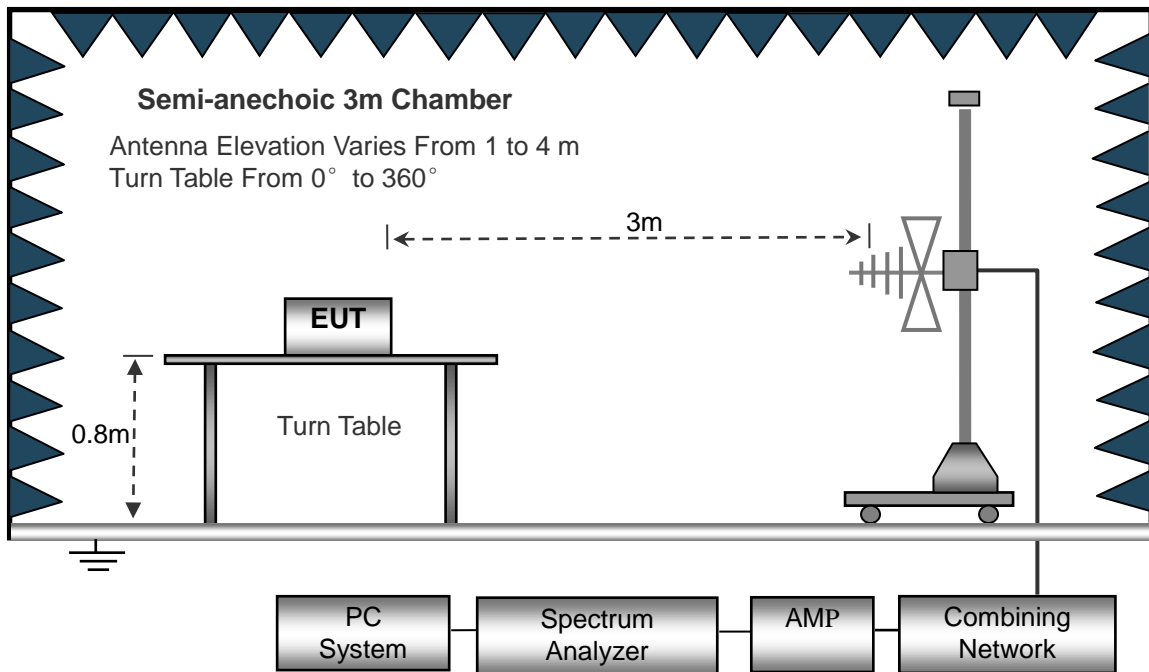 Semi-anechoic 3m Chamber
Antenna Elevation Varies From 1 to 4 m
Turn Table From 0° to 360°
3m
EUT
0.8m
Turn Table
PC
System
Spectrum
Analyzer
AMP
Combining
Network